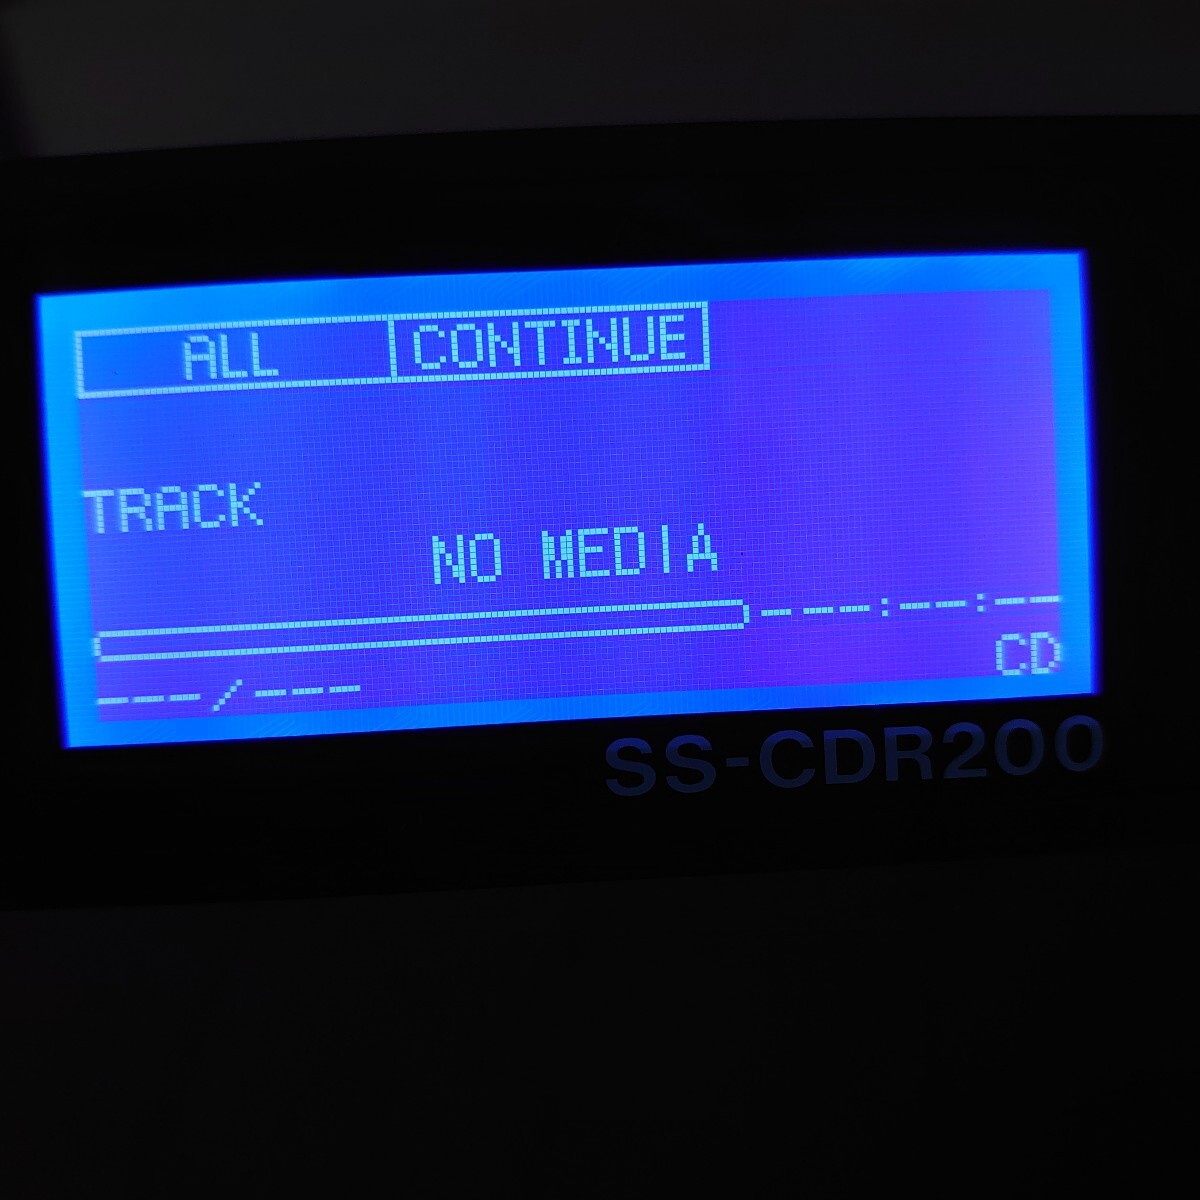 ALL CONTINUE
TRACK
NO MEDIA
---:--:--
CD
---/---
SS-CDR200